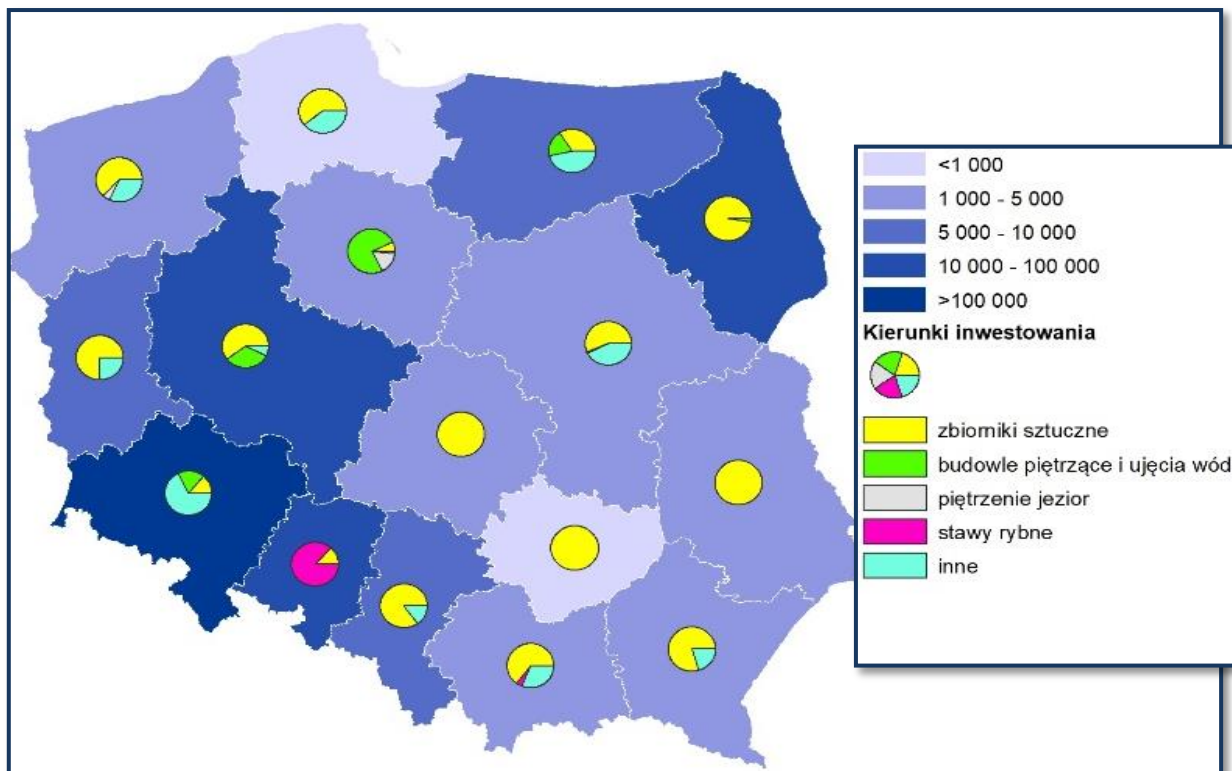 <1 000
1 000 - 5 000
5 000 - 10 000
10 000 - 100 000
>100 000
Kierunki inwestowania
zbiorniki sztuczne
budowle piętrzące i ujęcia wód
piętrzenie jezior
stawy rybne
inne